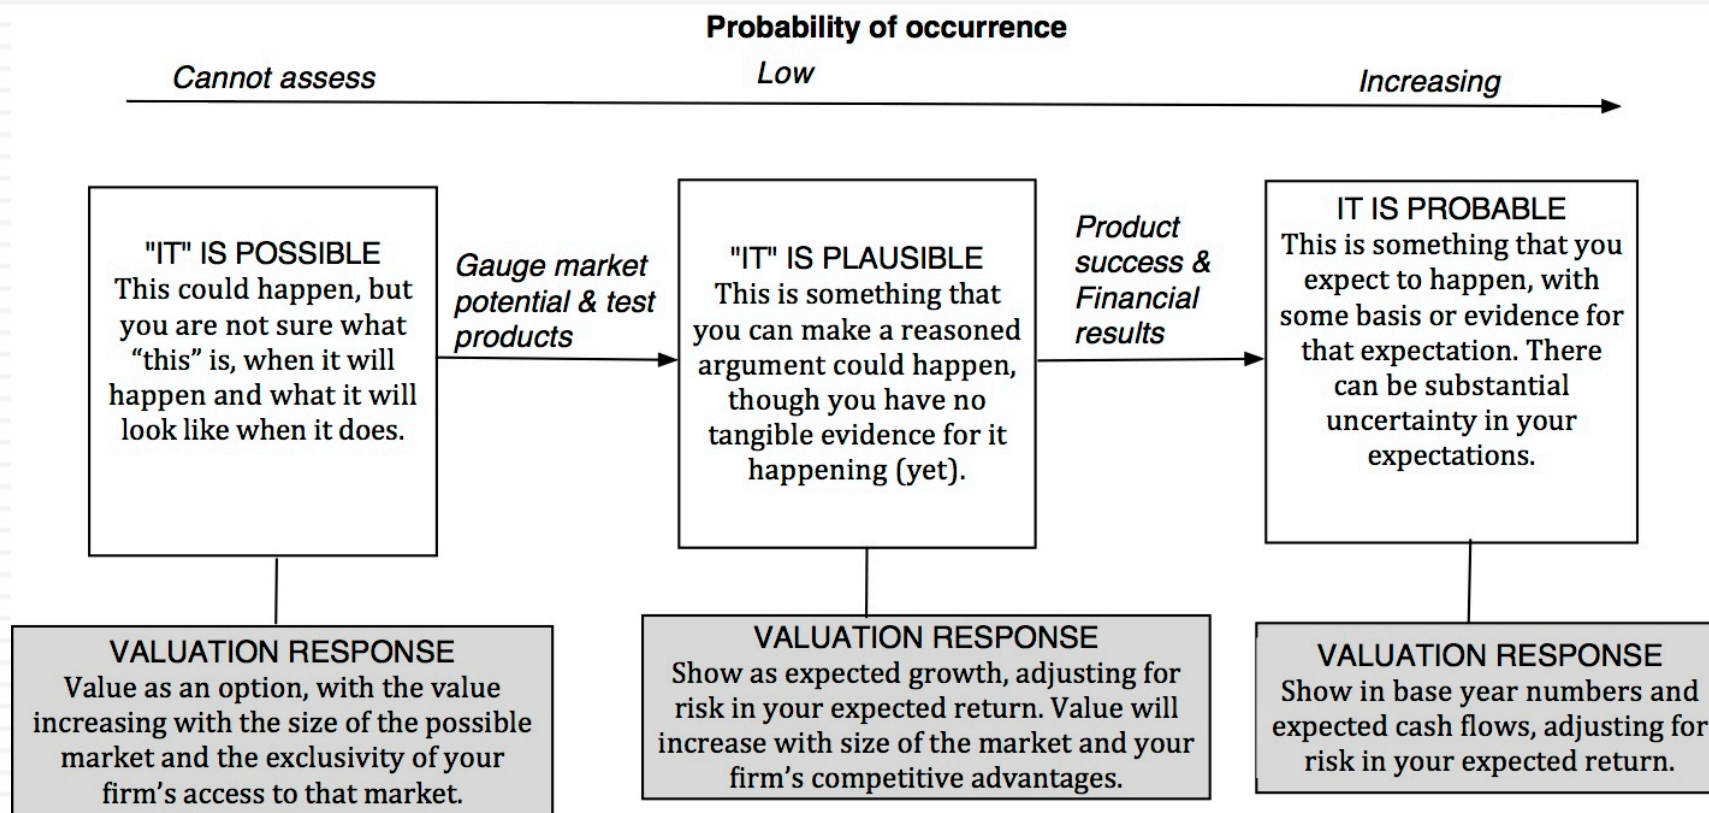 Probability of occurrence
Cannot assess
Low
Increasing
"IT" IS POSSIBLE
This could happen, but
you are not sure what
“this” is, when it will
happen and what it will
look like when it does.
Gauge market
potential & test
products
"IT" IS PLAUSIBLE
This is something that
you can make a reasoned
argument could happen,
though you have no
tangible evidence for it
happening (yet).
Product
success &
Financial
results
IT IS PROBABLE
This is something that you
expect to happen, with
some basis or evidence for
that expectation. There
can be substantial
uncertainty in your
expectations.
VALUATION RESPONSE
Value as an option, with the value
increasing with the size of the possible
market and the exclusivity of your
firm’s access to that market.
VALUATION RESPONSE
Show as expected growth, adjusting for
risk in your expected return. Value will
increase with size of the market and your
firm’s competitive advantages.
VALUATION RESPONSE
Show in base year numbers and
expected cash flows, adjusting for
risk in your expected return.